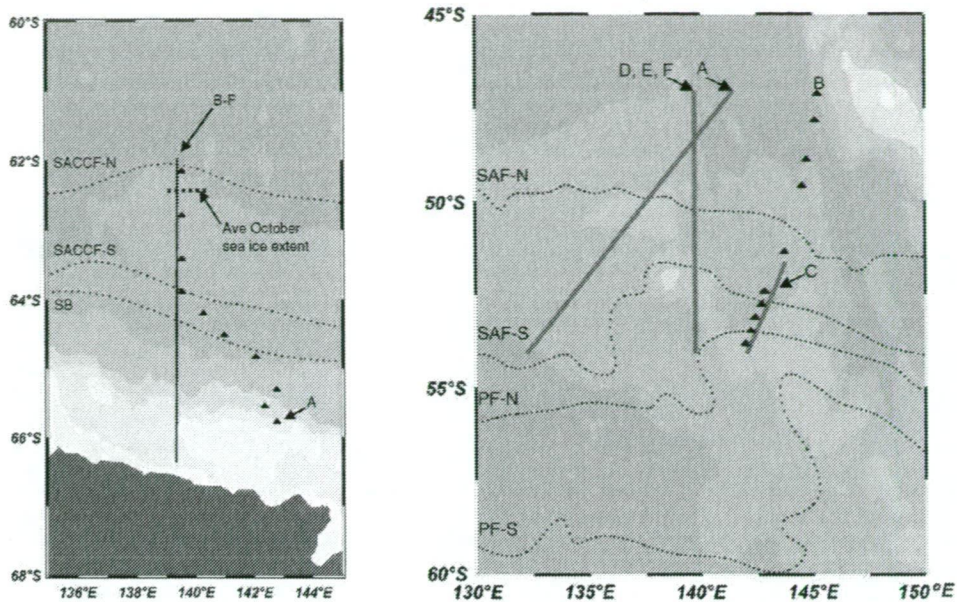 60°S
B-F
62°S
SACCF-N
Ave October
sea ice extent
SACCF-S
64°S
SB
A
66°S
68°S
136°E 138°E 140°E 142°E 144°E
45°S
D, E, F A
B
SAF-N
50°S
C
SAF-S
55°S
PF-N
PF-S
60°S
130°E 135°E 140°E 145°E 150°E